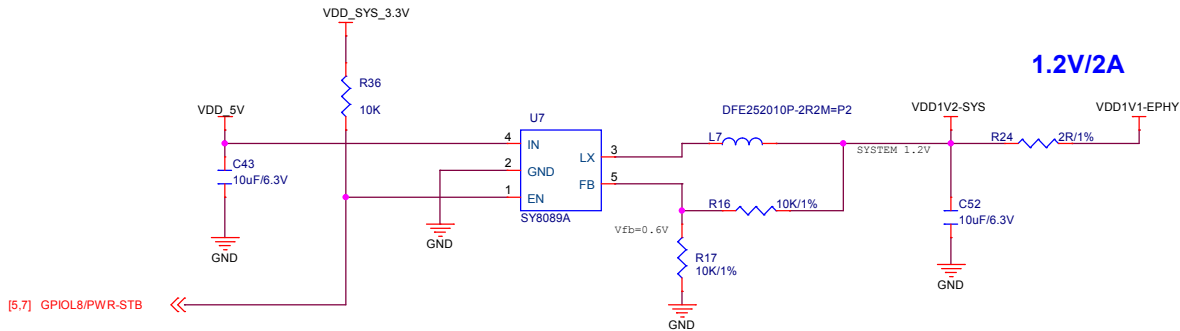 VDD_SYS_3.3V
1.2V/2A
R36
10K
VDD_5V
U7
DFE252010P-2R2M=P2
VDD1V2-SYS
VDD1V1-EPHY
4
IN
L7
R24
2R/1%
C43
10uF/6.3V
2
GND
LX
3
SYSTEM 1.2V
1
EN
FB
5
SY8089A
R16
10K/1%
C52
10uF/6.3V
GND
GND
Vfb=0.6V
R17
10K/1%
GND
GND
[5,7] GPIOL8/PWR-STB